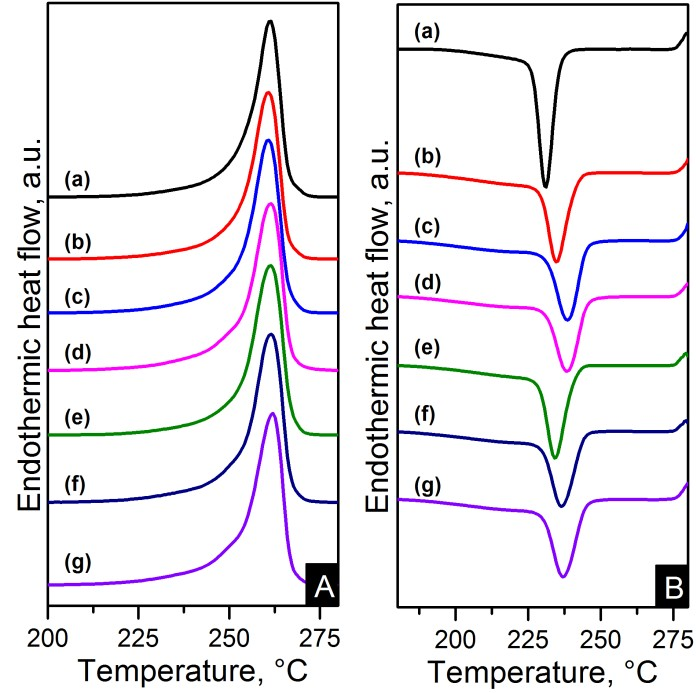 Endothermic heat flow, a.u.
(a)
(b)
(c)
(d)
(e)
(f)
(g)
A
200 225 250 275
Temperature, °C
Endothermic heat flow, a.u.
(a)
(b)
(c)
(d)
(e)
(f)
(g)
B
200 225 250 275
Temperature, °C